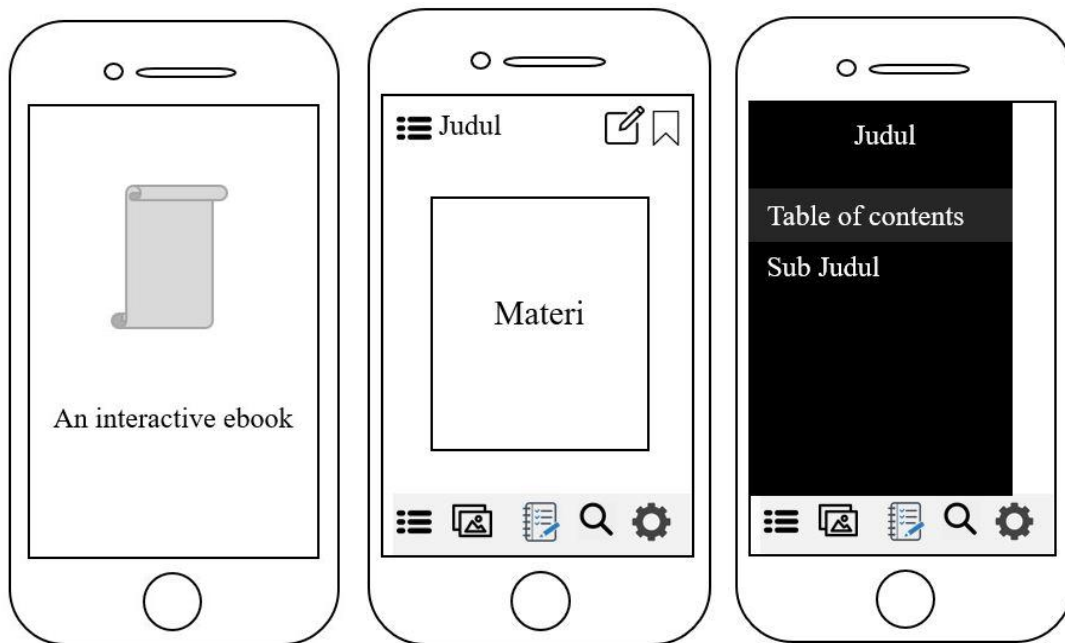 An interactive ebook
Judul
Materi
Judul
Table of contents
Sub Judul